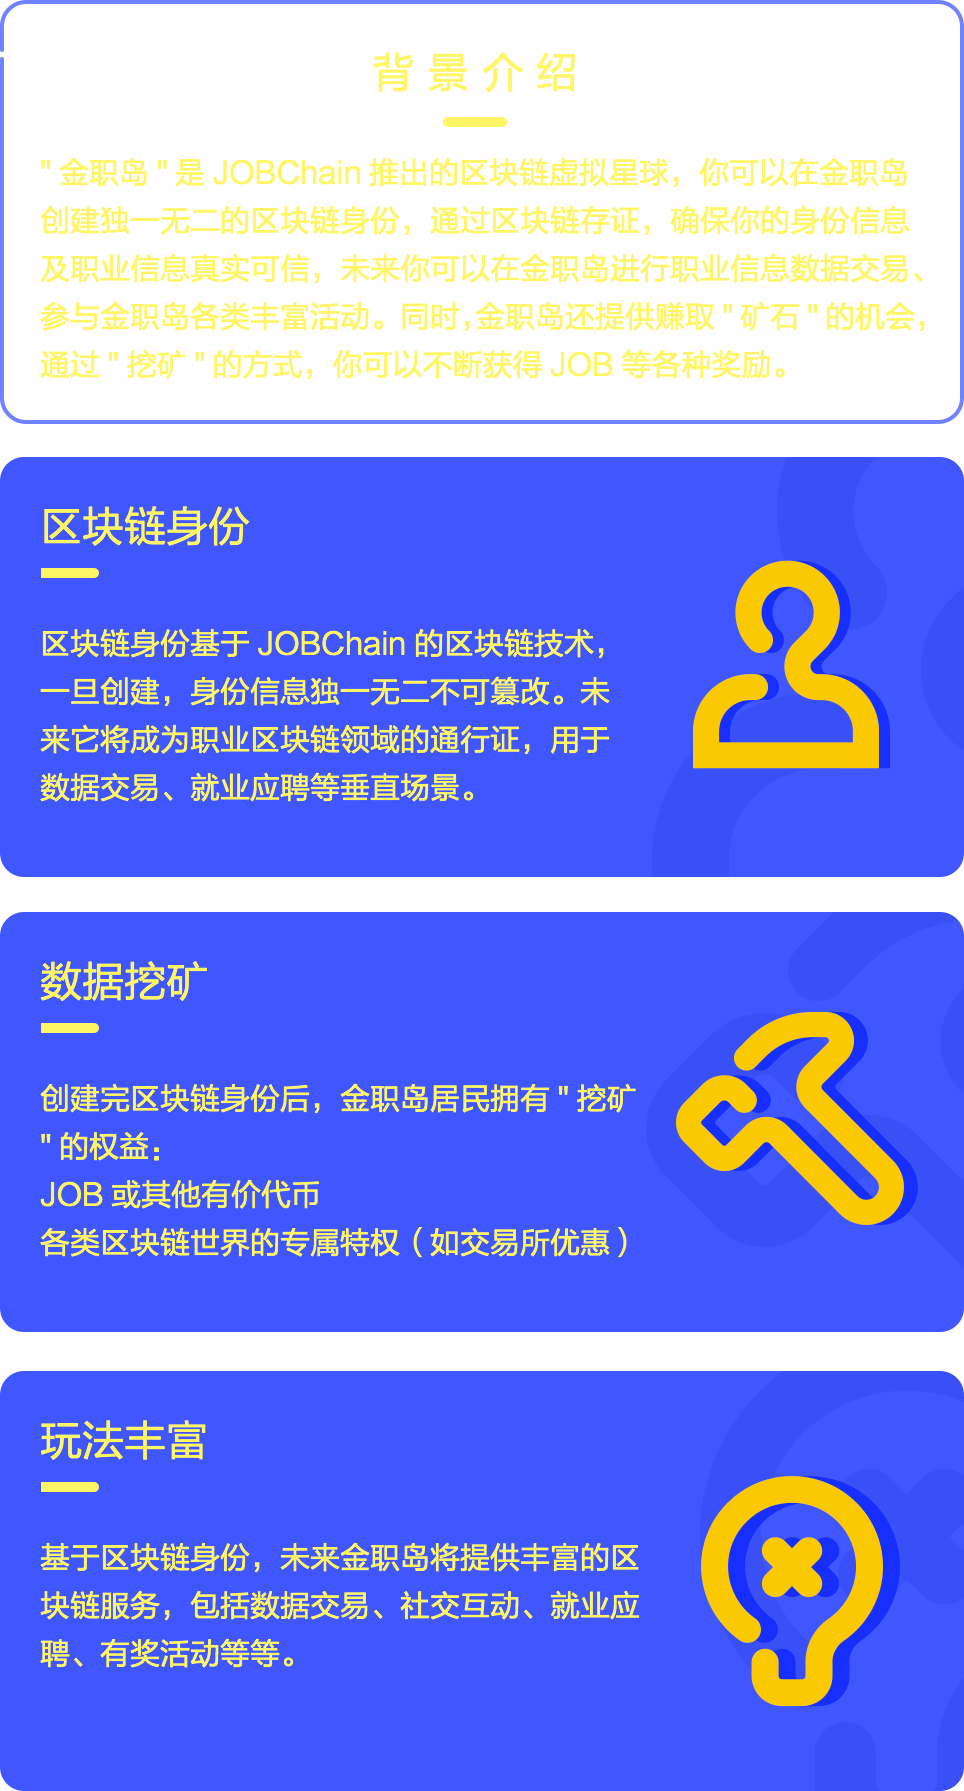 背景介绍
"金职岛"是 JOBChain 推出的区块链虚拟星球，你可以在金职岛
创建独一无二的区块链身份，通过区块链存证，确保你的身份信息
及职业信息真实可信，未来你可以在金职岛进行职业信息数据交易、
参与金职岛各类丰富活动。同时，金职岛还提供赚取"矿石"的机会，
通过"挖矿"的方式，你可以不断获得 JOB 等各种奖励。
区块链身份
区块链身份基于 JOBChain 的区块链技术，
一旦创建，身份信息独一无二不可篡改。未
来它将成为职业区块链领域的通行证，用于
数据交易、就业应聘等垂直场景。
数据挖矿
创建完区块链身份后，金职岛居民拥有"挖矿
"的权益：
JOB 或其他有价代币
各类区块链世界的专属特权（如交易所优惠）
玩法丰富
基于区块链身份，未来金职岛将提供丰富的区
块链服务，包括数据交易、社交互动、就业应
聘、有奖活动等等。